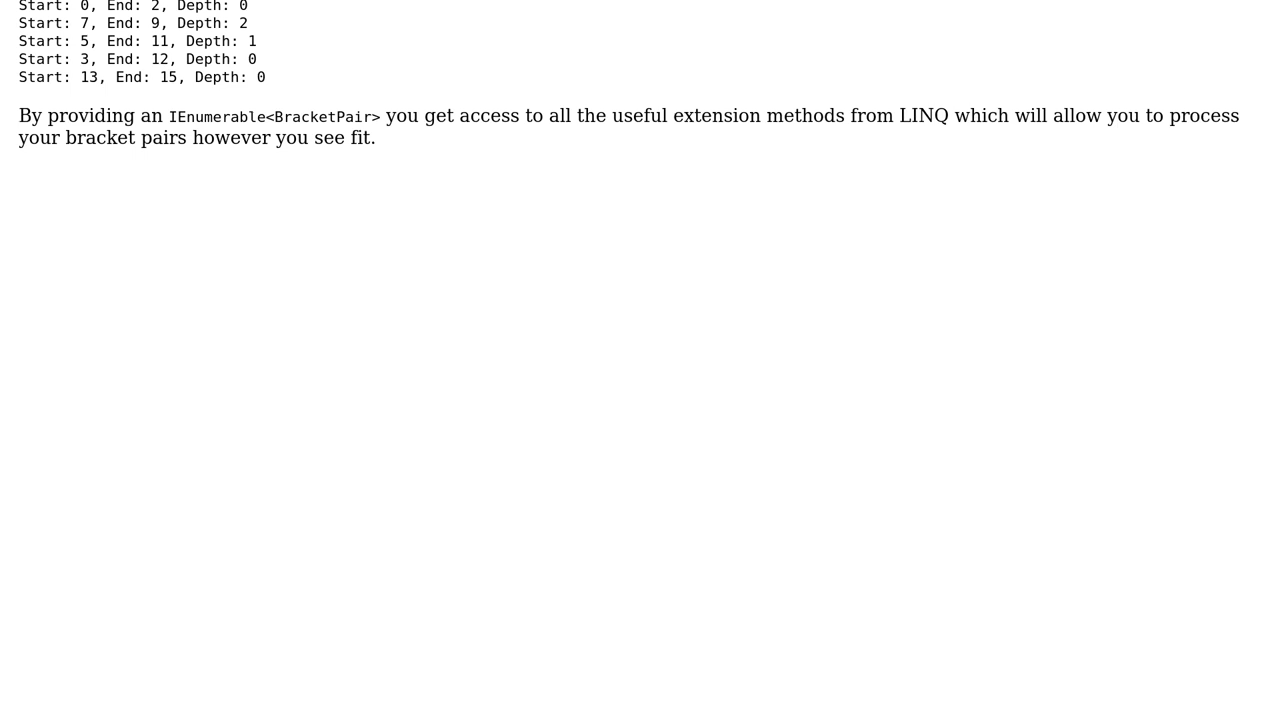 Start: 0, End: 2, Depth: 0
Start: 7, End: 9, Depth: 2
Start: 5, End: 11, Depth: 1
Start: 3, End: 12, Depth: 0
Start: 13, End: 15, Depth: 0
By providing an IEnumerable<BracketPair> you get access to all the useful extension methods from LINQ which will allow you to process
your bracket pairs however you see fit.